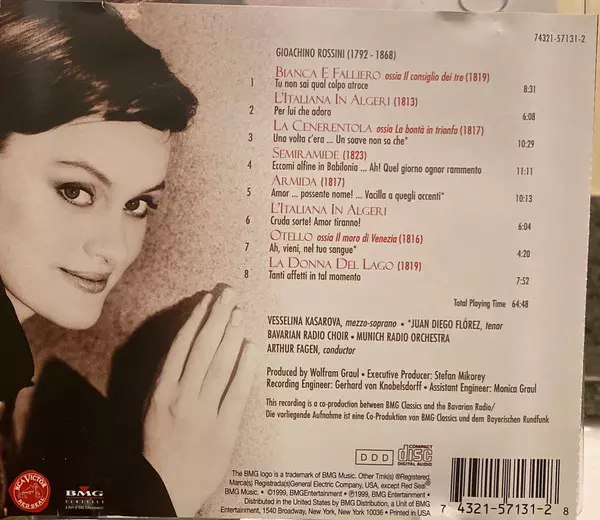 74321-57131-2
GIOACHINO ROSSINI (1792 - 1868)
BIANCA E FALLIERO ossia Il consiglio dei tre (1819)
1 Tu non sai qual colpo atroce 8:31
L'ITALIANA IN ALGERI (1813)
2 Per lui che adoro 6:08
LA CENERENTOLA ossia La bontà in trionfo (1817)
3 Una volta c'era ... Un soave non so che* 10:29
SEMIRAMIDE (1823)
4 Eccomi alfine in Babilonia ... Ah! Quel giorno ognor rammento 11:11
ARMIDA (1817)
5 Amor ... possente nome! ... Vacilla a quegli accenti* 10:13
L'ITALIANA IN ALGERI
6 Cruda sorte! Amor tiranno! 6:04
OTELLO ossia Il moro di Venezia (1816)
7 Ah, vieni, nel tuo sangue* 4:20
LA DONNA DEL LAGO (1819)
8 Tanti affetti in tal momento 7:52
Total Playing Time 64:48
VESSELINA KASAROVA, mezzo-soprano • *JUAN DIEGO FLÓREZ, tenor
BAVARIAN RADIO CHOIR • MUNICH RADIO ORCHESTRA
ARTHUR FAGEN, conductor
Produced by Wolfram Graul • Executive Producer: Stefan Mikorey
Recording Engineer: Gerhard von Knobelsdorff • Assistant Engineer: Monica Graul
This recording is a co-production between BMG Classics and the Bavarian Radio/
Die vorliegende Aufnahme ist eine Co-Produktion von BMG Classics und dem Bayerischen Rundfunk
DDD
COMPACT
disc
DIGITAL AUDIO
RCA VICTOR
RED SEAL
BMG
CLASSICS
The BMG logo is a trademark of BMG Music. Other Tmk(s) ®Registered.
Marca(s) Registrada(s)General Electric Company, USA, except Red Seal®
BMG Music. • ©1999, BMGEntertainment • ℗1999, BMG Entertainment •
Distributed in the United States by BMG Distribution, a Unit of BMG
Entertainment, 1540 Broadway, New York, New York 10036 • Printed in USA
7 4321-57131-2 8